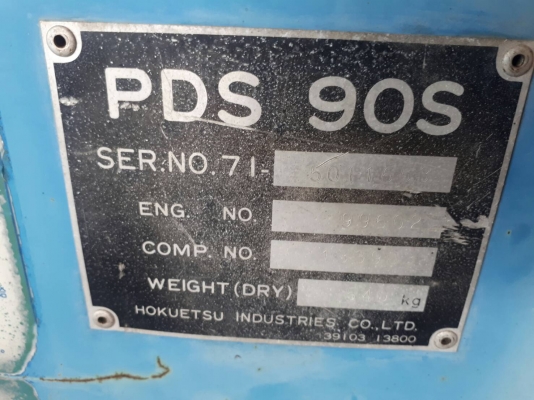 PDS 90S
SER.NO.71-
ENG. NO.
COMP. NO.
WEIGHT (DRY) kg
HOKUETSU INDUSTRIES CO.,LTD.
39103 13800